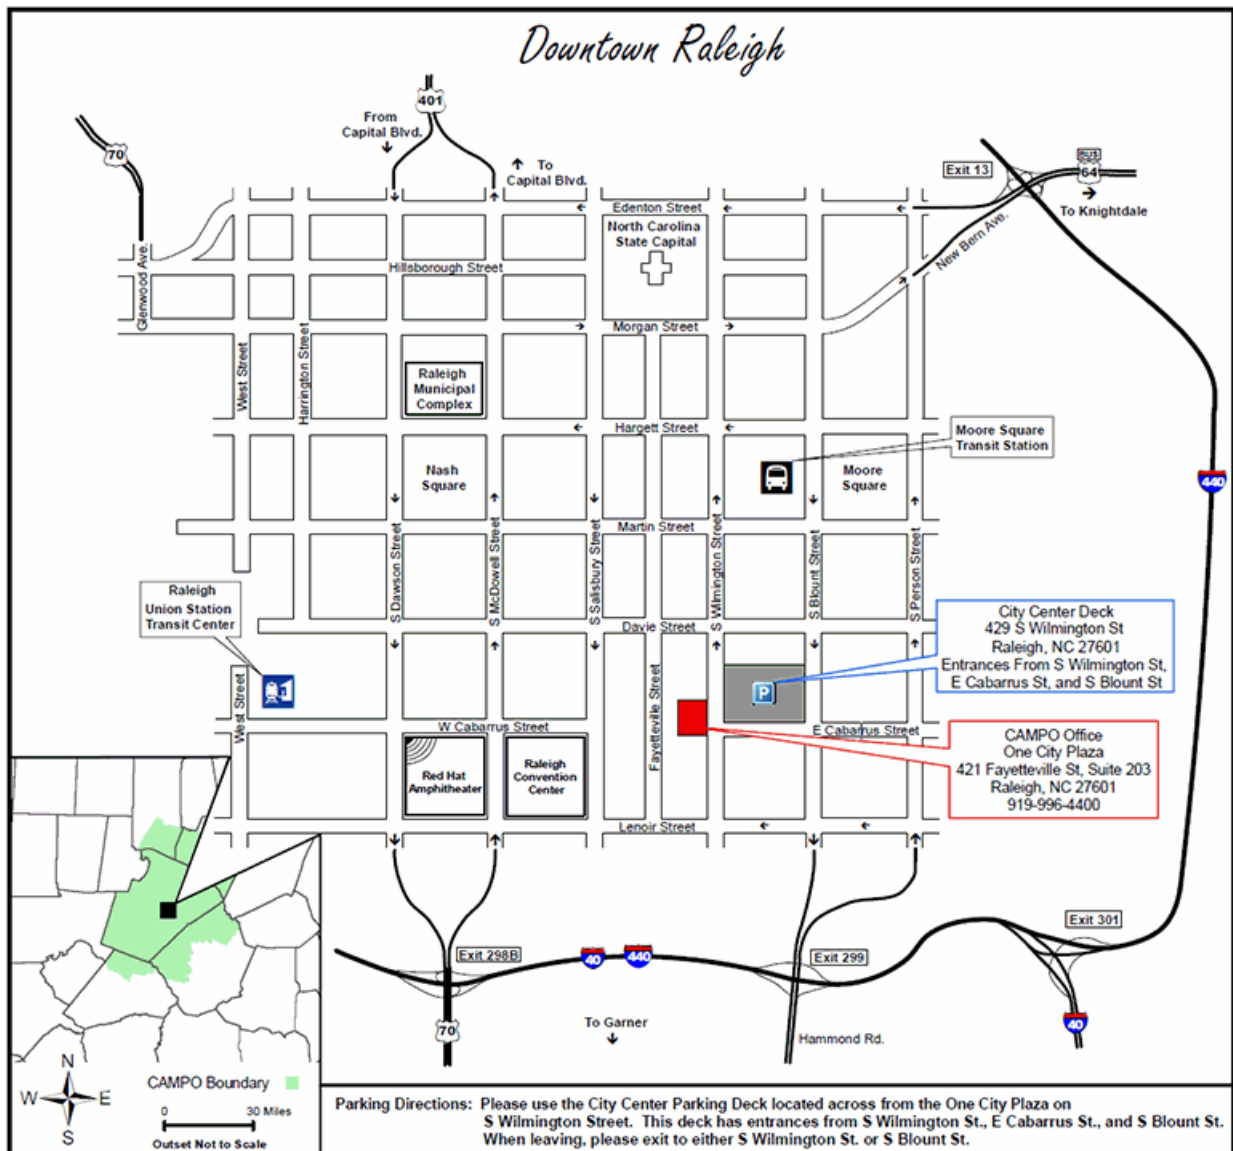 Downtown Raleigh
401
From
Capital Blvd.
To
Capital Blvd.
70
Exit 13
BUS
64
To Knightdale
Edenton Street
North Carolina
State Capital
New Bern Ave.
Hillsborough Street
Glenwood Ave.
Morgan Street
West Street
Harrington Street
Raleigh
Municipal
Complex
Hargett Street
Moore Square
Transit Station
Nash
Square
Moore
Square
440
Martin Street
S Dawson Street
S McDowell Street
S Salisbury Street
S Wilmington Street
S Blount Street
S Person Street
Raleigh
Union Station
Transit Center
Davie Street
City Center Deck
429 S Wilmington St
Raleigh, NC 27601
Entrances From S Wilmington St,
E Cabarrus St, and S Blount St
West Street
Fayetteville Street
P
W Cabarrus Street
E Cabarrus Street
CAMPO Office
One City Plaza
421 Fayetteville St, Suite 203
Raleigh, NC 27601
919-996-4400
Red Hat
Amphitheater
Raleigh
Convention
Center
Lenoir Street
Exit 298B
40
440
Exit 299
Exit 301
70
To Garner
Hammond Rd.
40
N
W
E
S
CAMPO Boundary
0 30 Miles
Outset Not to Scale
Parking Directions: Please use the City Center Parking Deck located across from the One City Plaza on
S Wilmington Street. This deck has entrances from S Wilmington St., E Cabarrus St., and S Blount St.
When leaving, please exit to either S Wilmington St. or S Blount St.